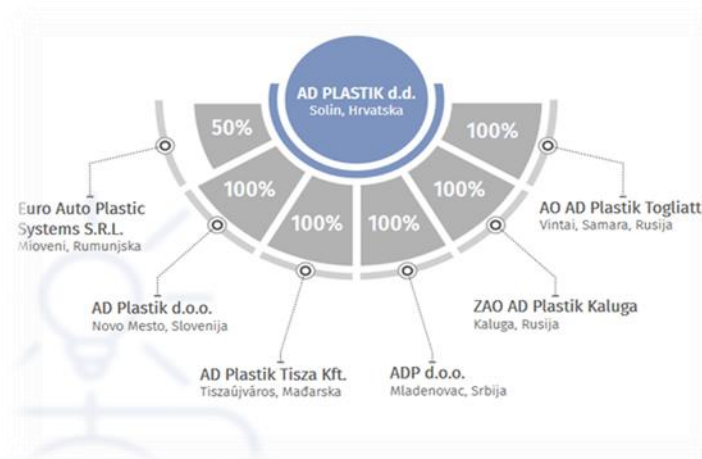 AD PLASTIK d.d.
Solin, Hrvatska
50%
100%
100%
100%
100%
100%
Euro Auto Plastic
Systems S.R.L.
Mioveni, Rumunjska
AD Plastik d.o.o.
Novo Mesto, Slovenija
AD Plastik Tisza Kft.
Tiszaûjváros, Mađarska
ADP d.o.o.
Mladenovac, Srbija
ZAO AD Plastik Kaluga
Kaluga, Rusija
AO AD Plastik Togliatt
Vintai, Samara, Rusija